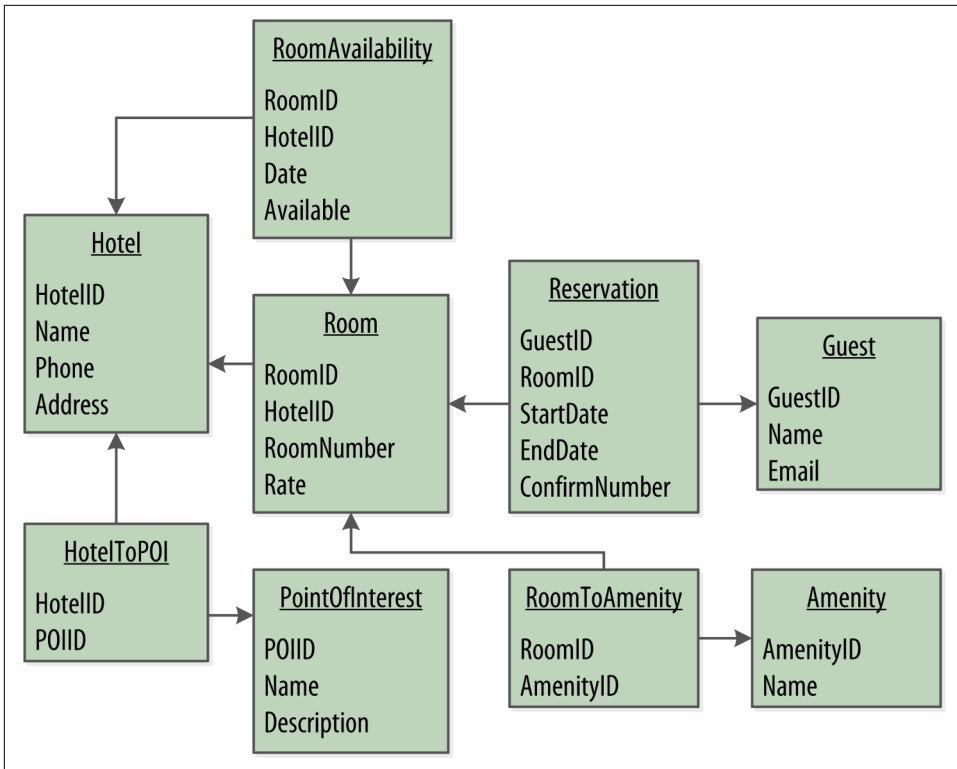 RoomAvailability
RoomID
HotelID
Date
Available
Hotel
HotelID
Name
Phone
Address
Room
RoomID
HotelID
RoomNumber
Rate
Reservation
GuestID
RoomID
StartDate
EndDate
ConfirmNumber
Guest
GuestID
Name
Email
HotelToPOI
HotelID
POIID
PointOfInterest
POIID
Name
Description
RoomToAmenity
RoomID
AmenityID
Amenity
AmenityID
Name